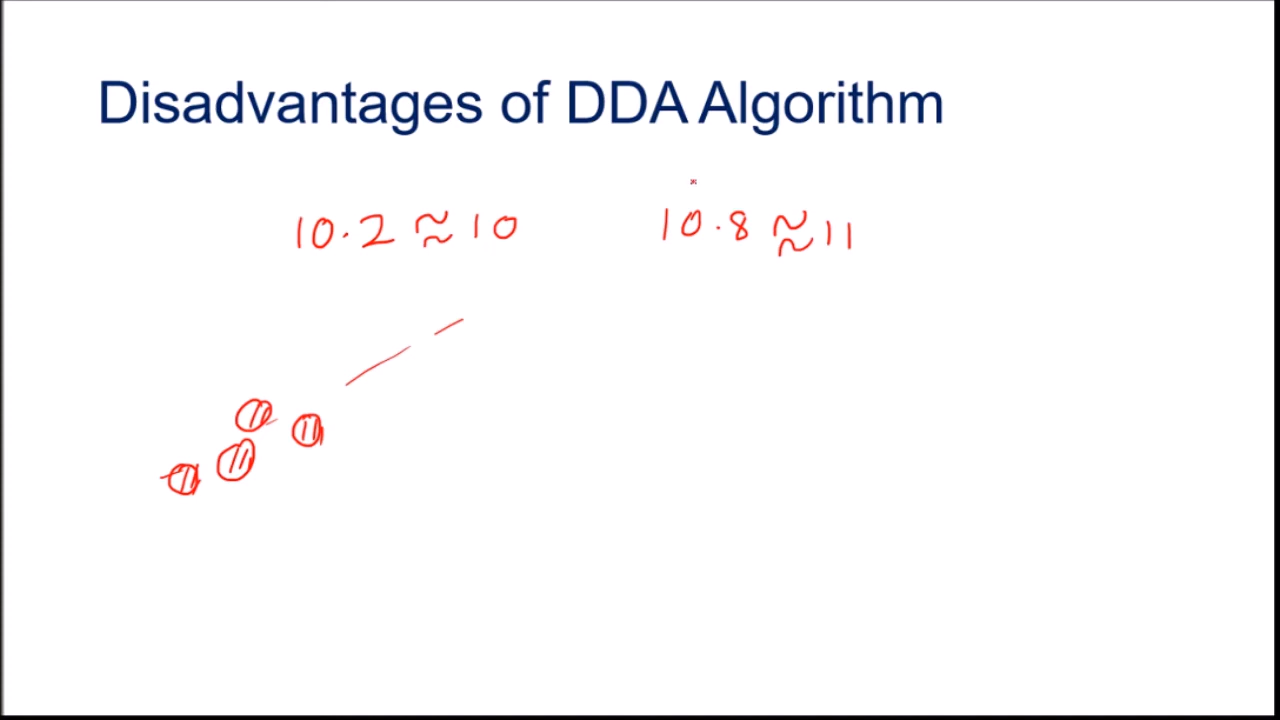 Disadvantages of DDA Algorithm
10.2 ≈ 10 10.8 ≈ 11